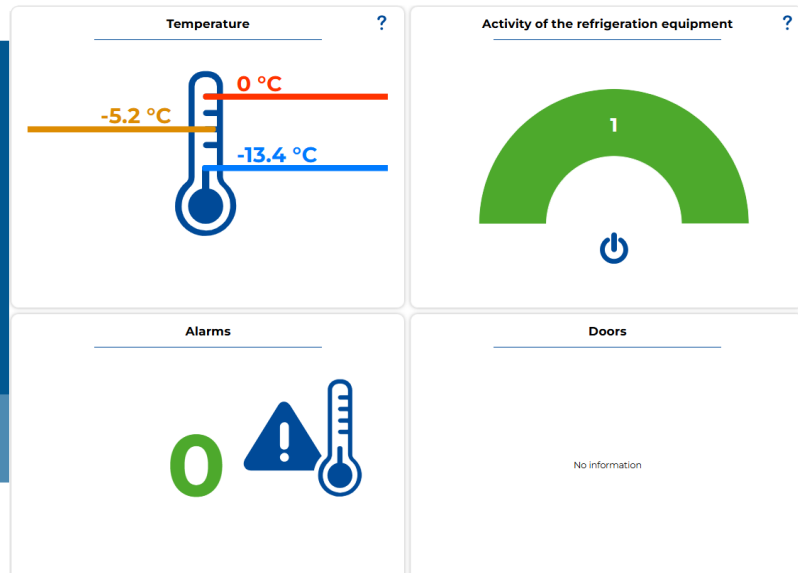 Temperature
?
0 °C
-5.2 °C
-13.4 °C
Activity of the refrigeration equipment
?
1
Alarms
0
Doors
No information